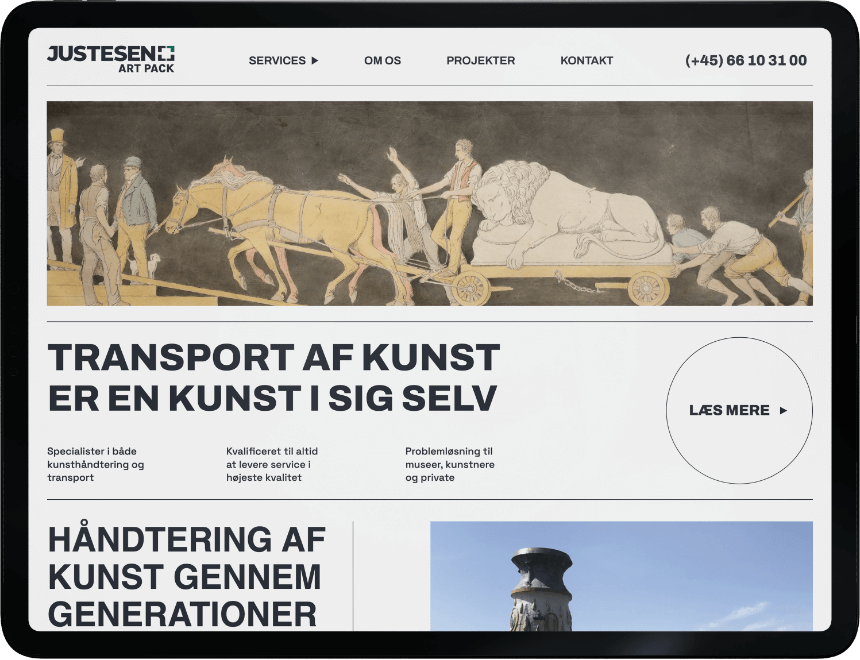 JUSTESEN
ART PACK
SERVICES
OM OS
PROJEKTER
KONTAKT
(+45) 66 10 31 00
TRANSPORT AF KUNST
ER EN KUNST I SIG SELV
LÆS MERE
Specialister i både
kunsthåndtering og
transport
Kvalificeret til altid
at levere service i
højeste kvalitet
Problemløsning til
museer, kunstnere
og private
HÅNDTERING AF
KUNST GENNEM
GENERATIONER